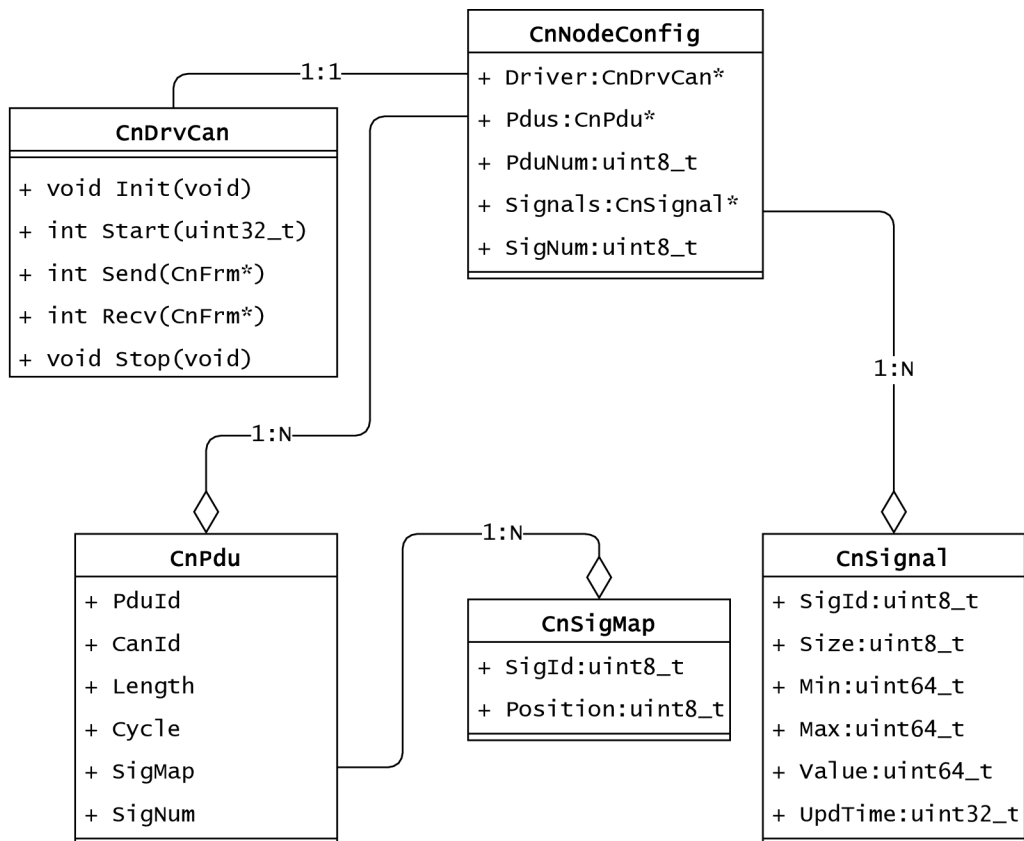 CnNodeConfig
+ Driver:CnDrvCan*
+ Pdus:CnPdu*
+ PduNum:uint8_t
+ Signals:CnSignal*
+ SigNum:uint8_t
1:1
CnDrvCan
+ void Init(void)
+ int Start(uint32_t)
+ int Send(CnFrm*)
+ int Recv(CnFrm*)
+ void Stop(void)
1:N
1:N
CnPdu
+ PduId
+ CanId
+ Length
+ Cycle
+ SigMap
+ SigNum
1:N
CnSigMap
+ SigId:uint8_t
+ Position:uint8_t
CnSignal
+ SigId:uint8_t
+ Size:uint8_t
+ Min:uint64_t
+ Max:uint64_t
+ Value:uint64_t
+ UpdTime:uint32_t